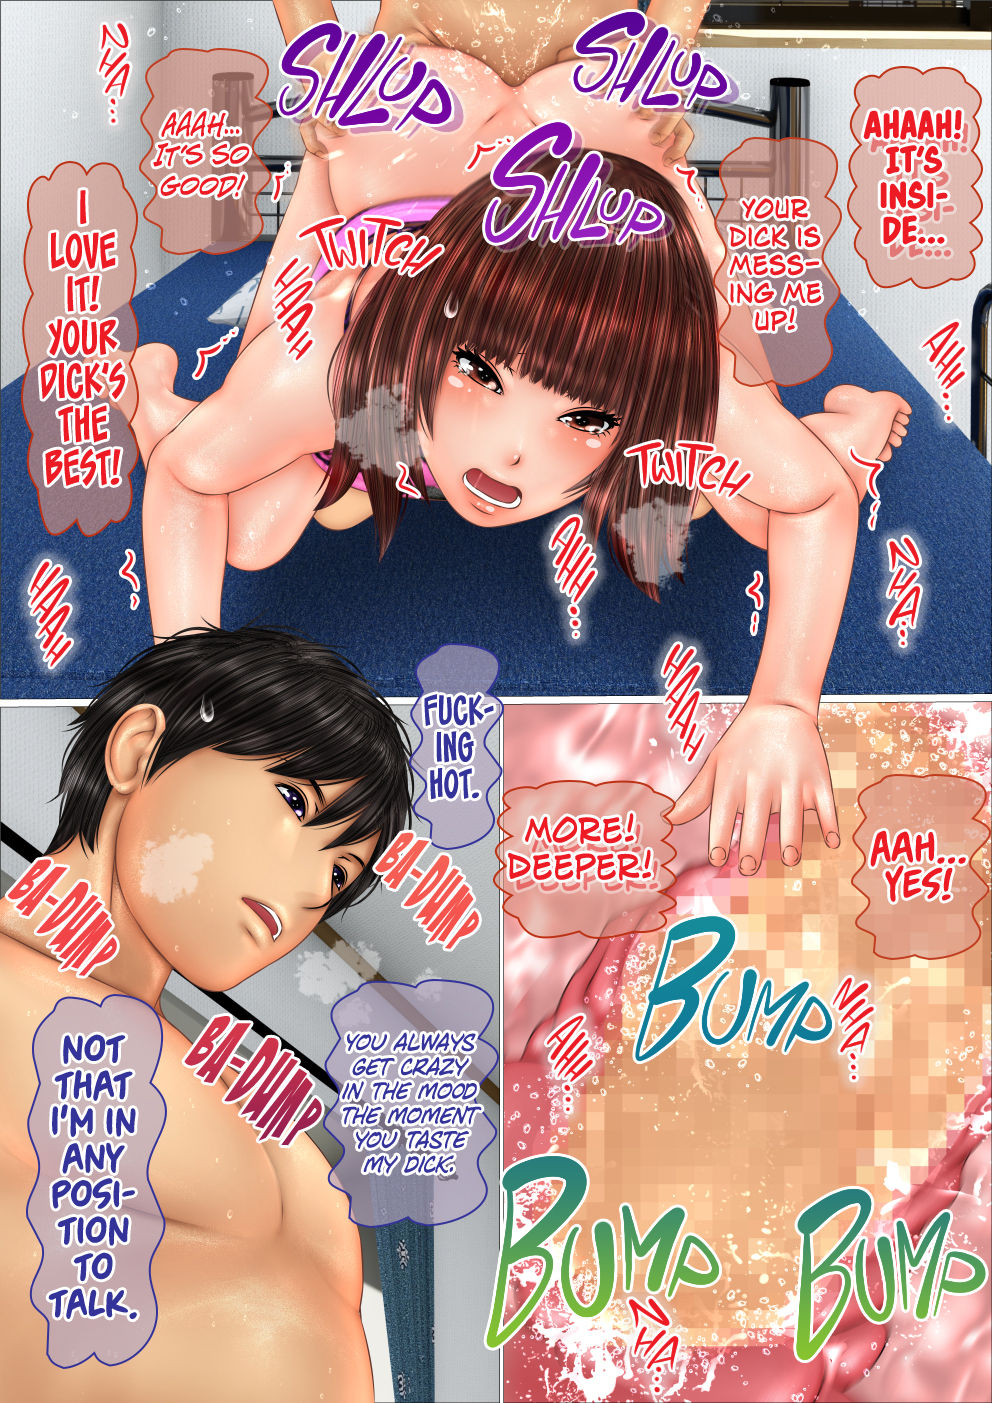 NHA...
SHLUP
SHLUP
AHAAH!
IT'S
INSI-
DE...
AAAH...
IT'S SO
GOOD!
SHLUP
YOUR
DICK IS
MESS-
ING ME
UP!
I
LOVE
IT!
YOUR
DICK'S
THE
BEST!
TWITCH
HAAH
AHH...
TWITCH
AHH...
NHA...
HAAH
HAAAH
FUCK-
ING
HOT.
BA-DUMP
BA-DUMP
BA-DUMP
YOU ALWAYS
GET CRAZY
IN THE MOOD
THE MOMENT
YOU TASTE
MY DICK.
NOT
THAT
I'M IN
ANY
POSI-
TION
TO
TALK.
MORE!
DEEPER!
AAH...
YES!
BUMP
NHA...
AHH...
BUMP
BUMP
NHA...